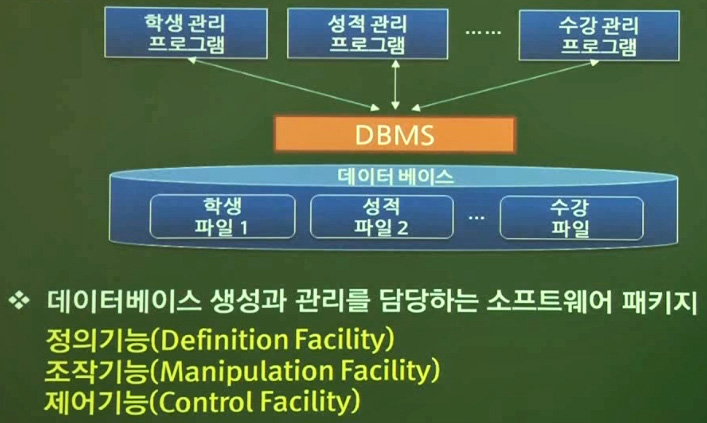 학생 관리
프로그램
성적 관리
프로그램
······
수강 관리
프로그램
DBMS
데이터 베이스
학생
파일 1
성적
파일 2
...
수강
파일
❖ 데이터베이스 생성과 관리를 담당하는 소프트웨어 패키지
정의기능(Definition Facility)
조작기능(Manipulation Facility)
제어기능(Control Facility)